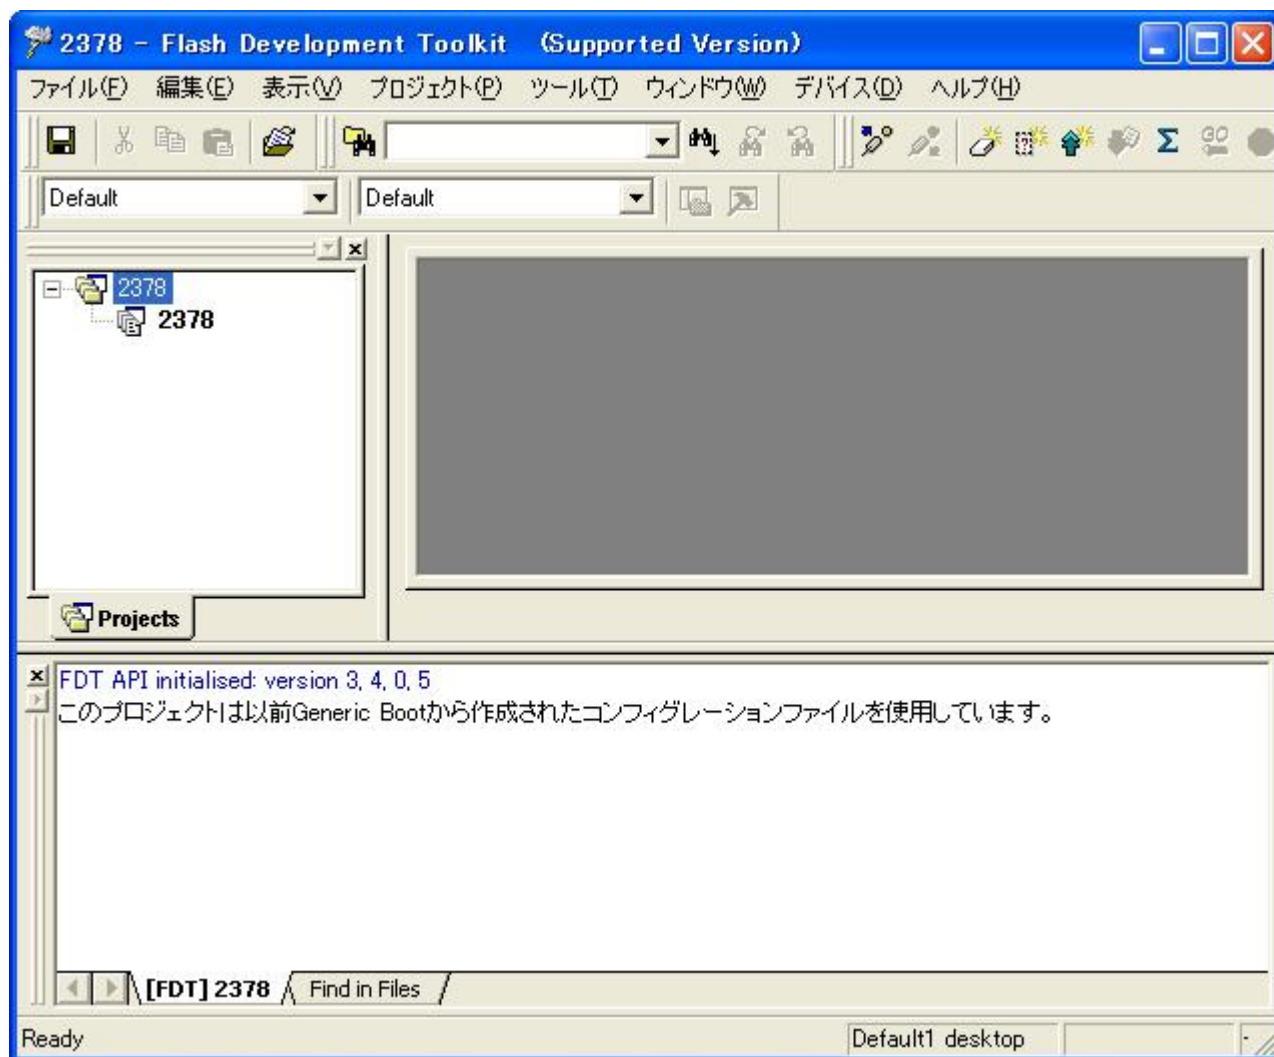 2378 - Flash Development Toolkit (Supported Version)
ファイル(F) 編集(E) 表示(V) プロジェクト(P) ツール(T) ウィンドウ(W) デバイス(D) ヘルプ(H)
Default Default
2378
2378
Projects
FDT API initialised: version 3, 4, 0, 5
このプロジェクトは以前Generic Bootから作成されたコンフィグレーションファイルを使用しています。
[FDT] 2378 Find in Files
Ready Default1 desktop